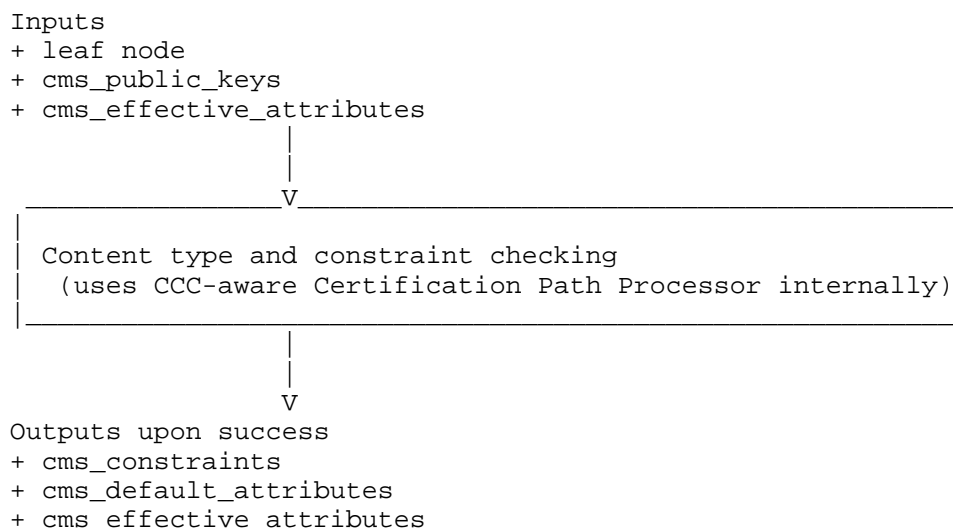 Inputs
+ leaf node
+ cms_public_keys
+ cms_effective_attributes
V
Content type and constraint checking
(uses CCC-aware Certification Path Processor internally)
V
Outputs upon success
+ cms_constraints
+ cms_default_attributes
+ cms_effective_attributes